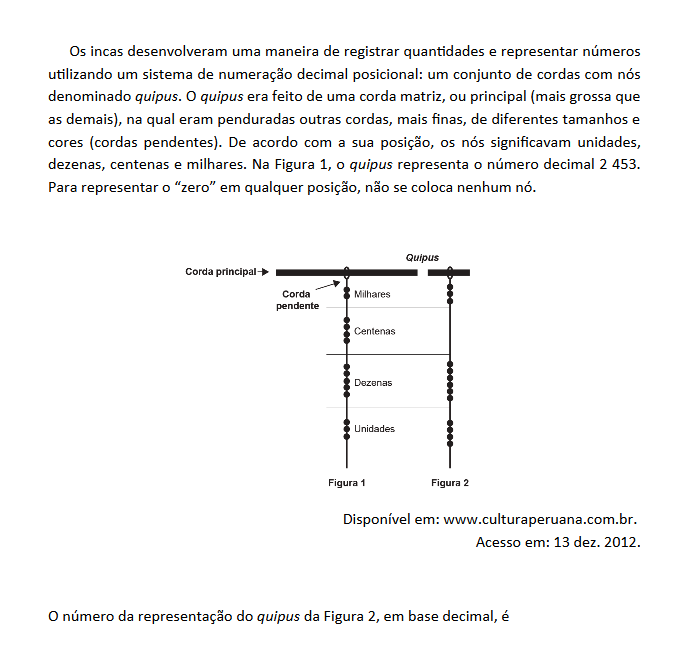 Os incas desenvolveram uma maneira de registrar quantidades e representar números
utilizando um sistema de numeração decimal posicional: um conjunto de cordas com nós
denominado quipus. O quipus era feito de uma corda matriz, ou principal (mais grossa que
as demais), na qual eram penduradas outras cordas, mais finas, de diferentes tamanhos e
cores (cordas pendentes). De acordo com a sua posição, os nós significavam unidades,
dezenas, centenas e milhares. Na Figura 1, o quipus representa o número decimal 2 453.
Para representar o “zero” em qualquer posição, não se coloca nenhum nó.
Quipus
Corda principal
Corda
pendente
Milhares
Centenas
Dezenas
Unidades
Figura 1
Figura 2
Disponível em: www.culturaperuana.com.br.
Acesso em: 13 dez. 2012.
O número da representação do quipus da Figura 2, em base decimal, é